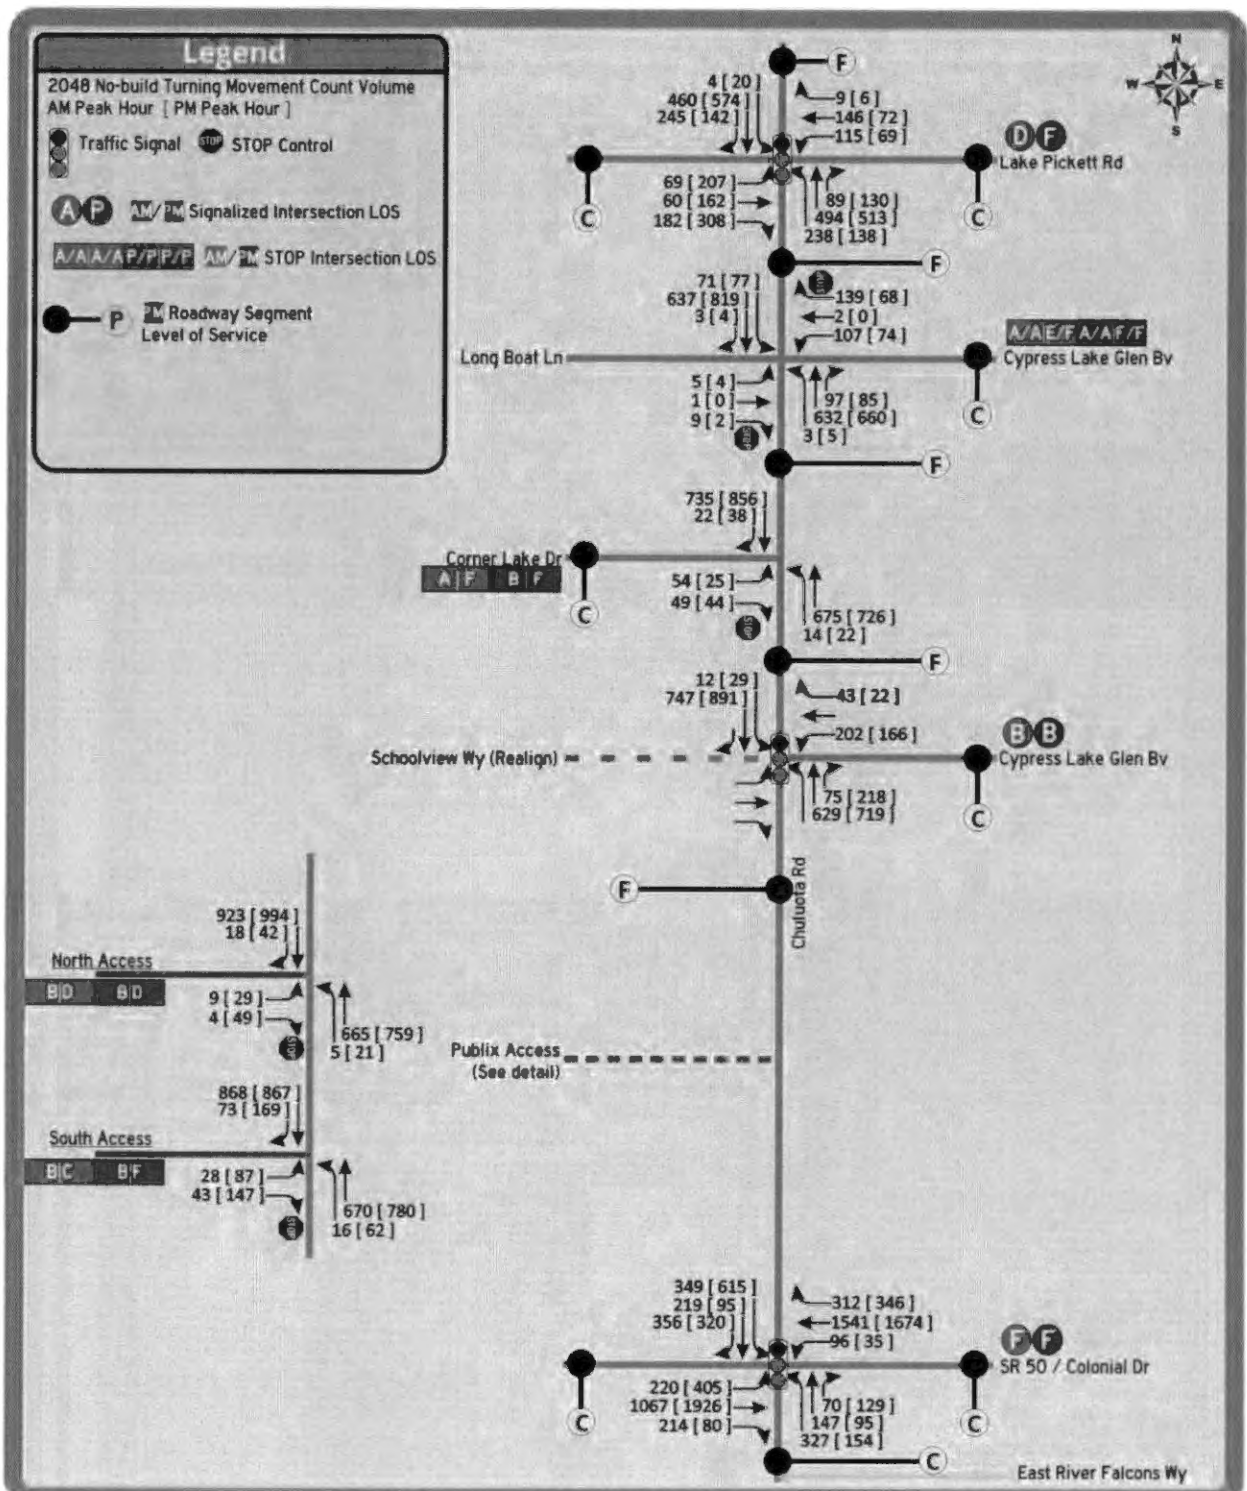 Legend
2048 No-build Turning Movement Count Volume
AM Peak Hour [ PM Peak Hour ]
Traffic Signal STOP STOP Control
A P AM/PM Signalized Intersection LOS
A/A A/A P/P P/P AM/PM STOP Intersection LOS
P PM Roadway Segment
Level of Service
N
W E
S
F
4 [ 20 ]
460 [ 574 ]
245 [ 142 ]
9 [ 6 ]
146 [ 72 ]
115 [ 69 ]
D F
Lake Pickett Rd
C
C
69 [ 207 ]
60 [ 162 ]
182 [ 308 ]
89 [ 130 ]
494 [ 513 ]
238 [ 138 ]
F
71 [ 77 ]
637 [ 819 ]
3 [ 4 ]
STOP
139 [ 68 ]
2 [ 0 ]
107 [ 74 ]
A/A E/F A/A F/F
Long Boat Ln
Cypress Lake Glen Bv
C
5 [ 4 ]
1 [ 0 ]
9 [ 2 ]
STOP
97 [ 85 ]
632 [ 660 ]
3 [ 5 ]
F
735 [ 856 ]
22 [ 38 ]
Corner Lake Dr
A F B F
C
54 [ 25 ]
49 [ 44 ]
STOP
675 [ 726 ]
14 [ 22 ]
F
12 [ 29 ]
747 [ 891 ]
43 [ 22 ]
202 [ 166 ]
B B
Schoolview Wy (Realign)
Cypress Lake Glen Bv
C
75 [ 218 ]
629 [ 719 ]
F
Chuluota Rd
923 [ 994 ]
18 [ 42 ]
North Access
B D B D
9 [ 29 ]
4 [ 49 ]
STOP
665 [ 759 ]
5 [ 21 ]
Publix Access
(See detail)
868 [ 867 ]
73 [ 169 ]
South Access
B C B F
28 [ 87 ]
43 [ 147 ]
STOP
670 [ 780 ]
16 [ 62 ]
349 [ 615 ]
219 [ 95 ]
356 [ 320 ]
312 [ 346 ]
1541 [ 1674 ]
96 [ 35 ]
F F
SR 50 / Colonial Dr
C
C
220 [ 405 ]
1067 [ 1926 ]
214 [ 80 ]
70 [ 129 ]
147 [ 95 ]
327 [ 154 ]
C
East River Falcons Wy